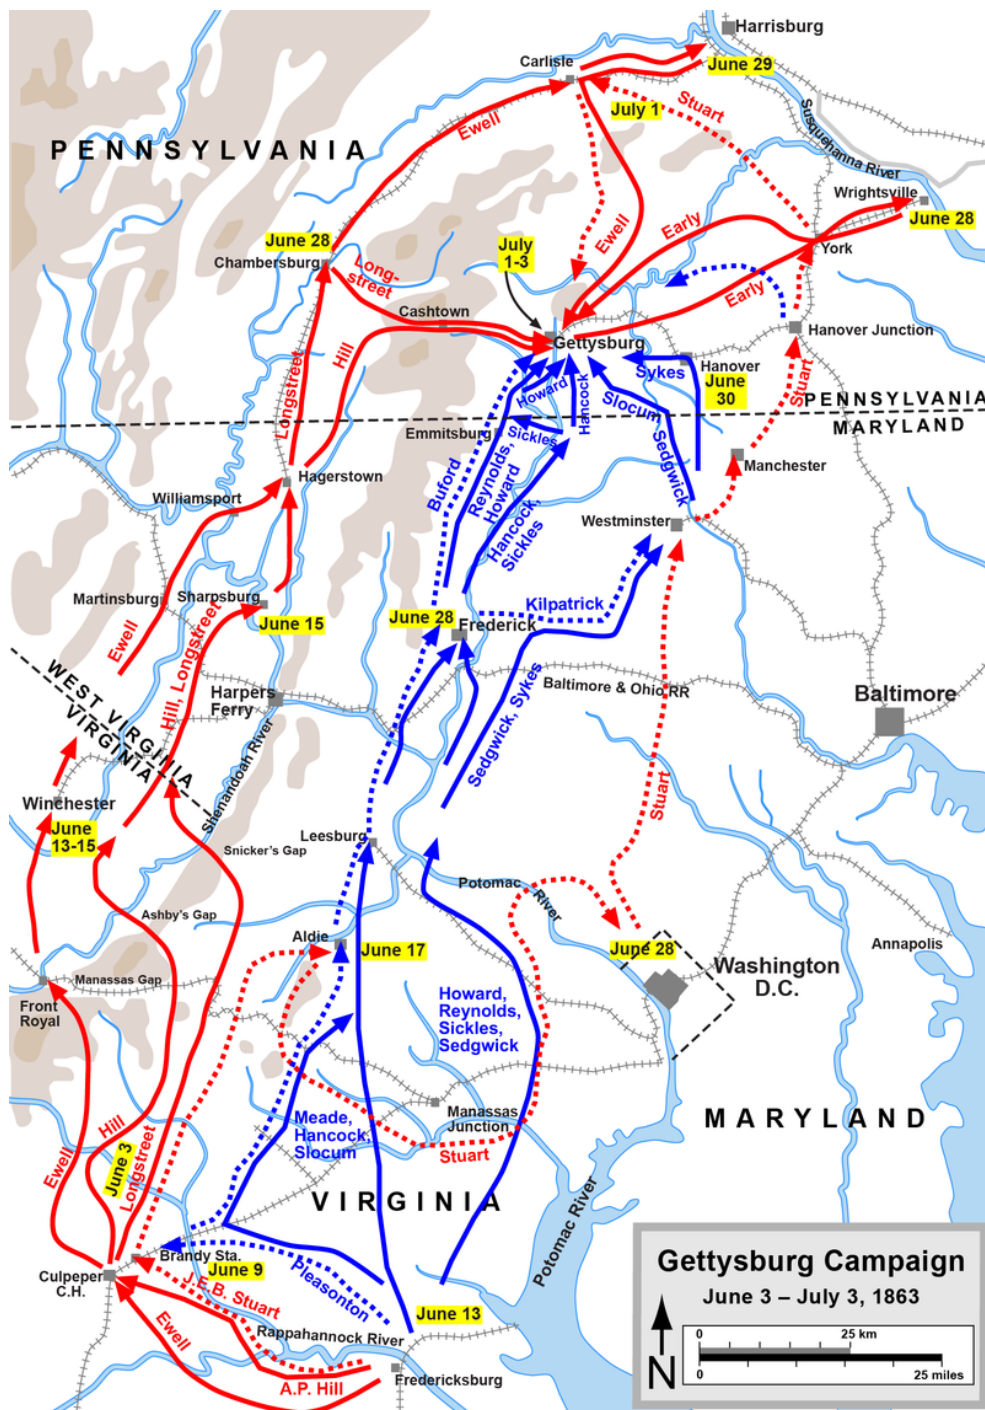 Harrisburg
Carlisle
June 29
July 1
Stuart
Ewell
Susquehanna River
PENNSYLVANIA
Wrightsville
June 28
York
June 28
Chambersburg
Long-
street
July
1-3
Ewell
Early
Early
Cashtown
Hill
Gettysburg
Hanover Junction
Hanover
Sykes
June
30
Stuart
Longstreet
Howard
Hancock
Slocum, Sedgwick
PENNSYLVANIA
MARYLAND
Emmitsburg
Sickles
Buford
Reynolds,
Howard
Hancock,
Sickles
Manchester
Hagerstown
Williamsport
Westminster
Martinsburg
Sharpsburg
June 15
Ewell
Hill, Longstreet
June 28
Frederick
Kilpatrick
Sedgwick, Sykes
Baltimore & Ohio RR
Baltimore
WEST VIRGINIA
VIRGINIA
Harpers
Ferry
Shenandoah River
Stuart
Winchester
June
13-15
Leesburg
Snicker's Gap
Potomac
River
Ashby's Gap
Aldie
June 17
June 28
Annapolis
Manassas Gap
Front
Royal
Washington
D.C.
Howard,
Reynolds,
Sickles,
Sedgwick
Manassas
Junction
Stuart
Meade,
Hancock,
Slocum
MARYLAND
Ewell
Hill
June 3
Longstreet
VIRGINIA
Potomac River
Brandy Sta.
June 9
Culpeper
C.H.
J.E.B. Stuart
Pleasonton
June 13
Ewell
Rappahannock River
A.P. Hill
Fredericksburg
Gettysburg Campaign
June 3 – July 3, 1863
N
0
25 km
0
25 miles